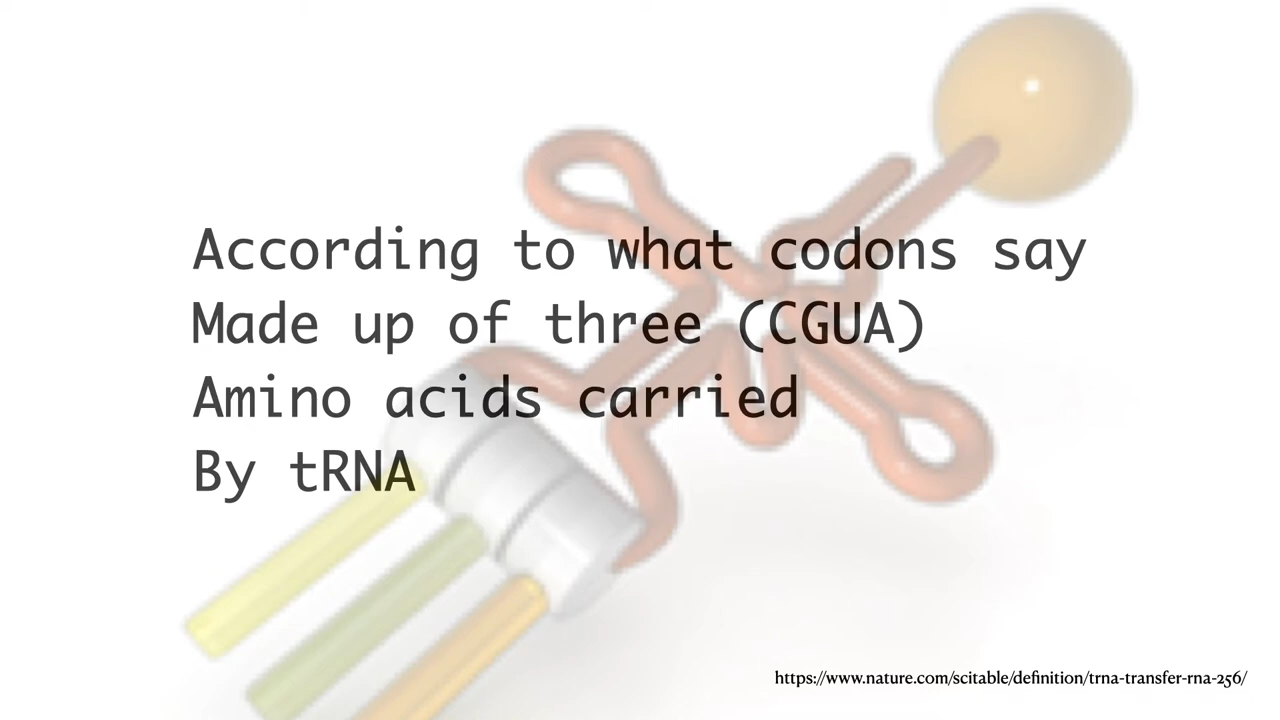 According to what codons say
Made up of three (CGUA)
Amino acids carried
By tRNA
https://www.nature.com/scitable/definition/trna-transfer-rna-256/